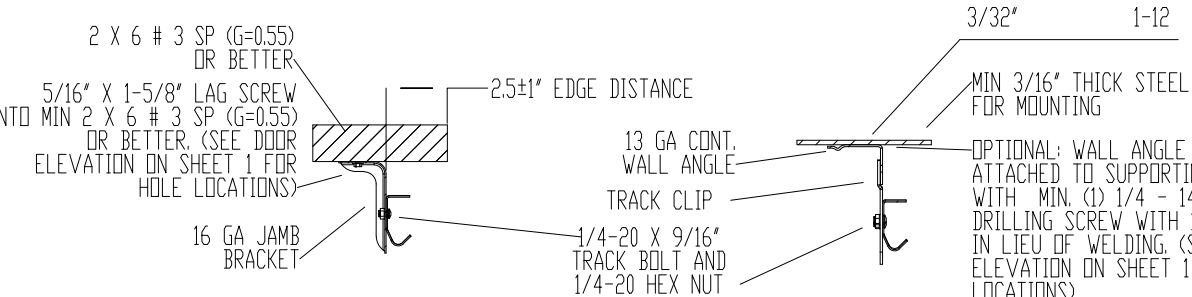 2 X 6 # 3 SP (G=0.55)
OR BETTER
5/16" X 1-5/8" LAG SCREW
INTO MIN 2 X 6 # 3 SP (G=0.55)
OR BETTER. (SEE DOOR
ELEVATION ON SHEET 1 FOR
HOLE LOCATIONS)
16 GA JAMB
BRACKET
2.5±1" EDGE DISTANCE
13 GA CONT.
WALL ANGLE
TRACK CLIP
1/4-20 X 9/16"
TRACK BOLT AND
1/4-20 HEX NUT
3/32" 1-12
MIN 3/16" THICK STEEL
FOR MOUNTING
OPTIONAL: WALL ANGLE
ATTACHED TO
WITH MIN. (1) 1/4 - 14
DRILLING SCREW WITH
IN LIEU OF WELDING.
ELEVATION ON SHEET 1
LOCATIONS)